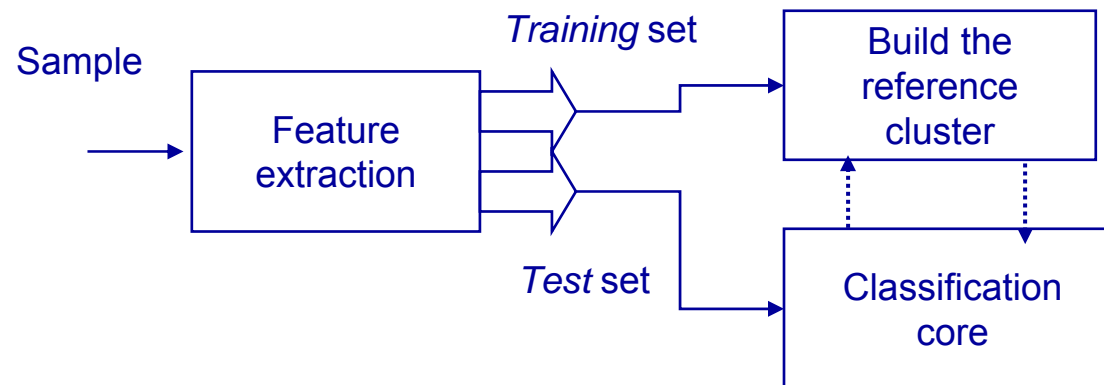 Sample
Feature
extraction
Training set
Test set
Build the
reference
cluster
Classification
core